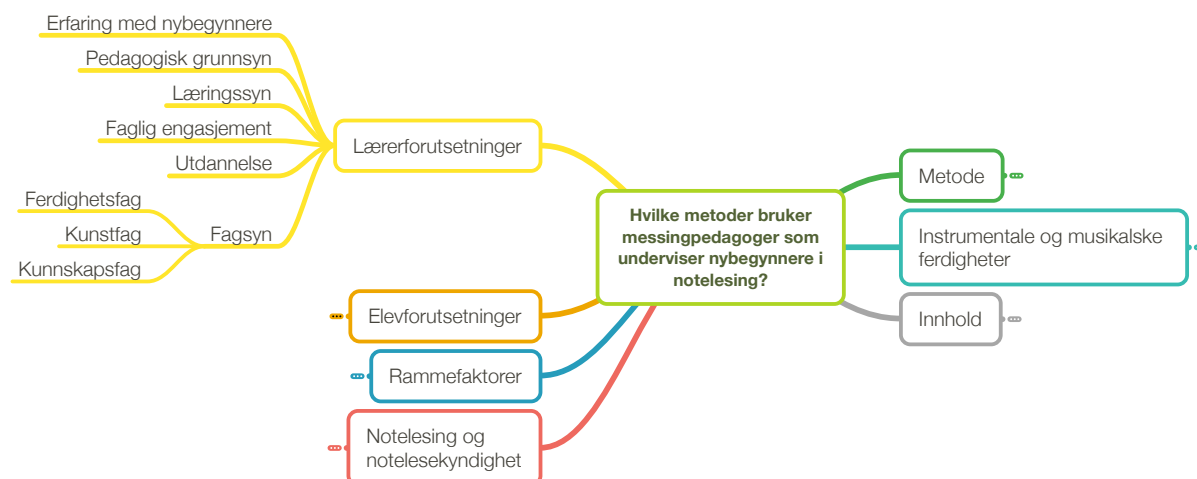 Erfaring med nybegynnere
Pedagogisk grunnsyn
Læringssyn
Faglig engasjement
Utdannelse
Ferdighetsfag
Kunstfag
Kunnskapsfag
Fagsyn
Lærerforutsetninger
Elevforutsetninger
Rammefaktorer
Notelesing og
notelesekyndighet
Hvilke metoder bruker
messingpedagoger som
underviser nybegynnere i
notelesing?
Metode
Instrumentale og musikalske
ferdigheter
Innhold